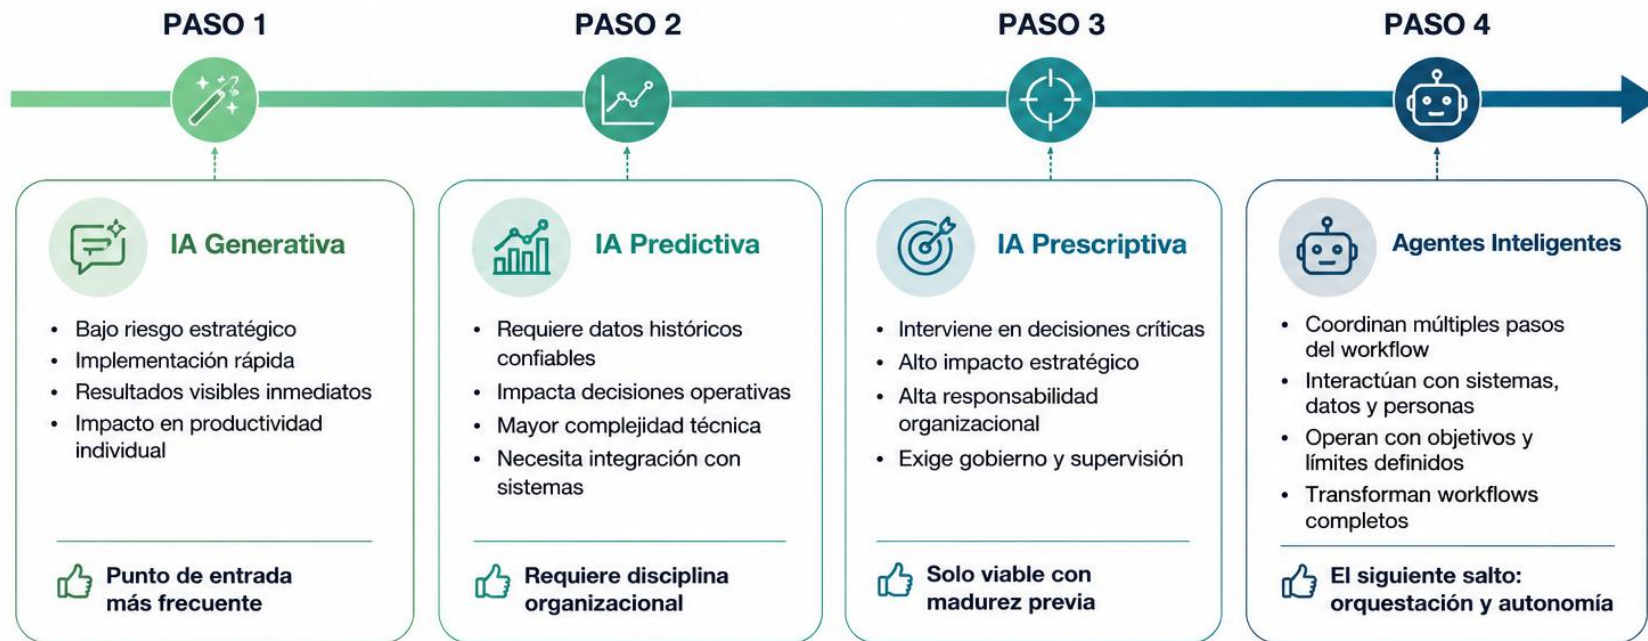 PASO 1
PASO 2
PASO 3
PASO 4
IA Generativa
• Bajo riesgo estratégico
• Implementación rápida
• Resultados visibles inmediatos
• Impacto en productividad
individual
Punto de entrada
más frecuente
IA Predictiva
• Requiere datos históricos
confiables
• Impacta decisiones operativas
• Mayor complejidad técnica
• Necesita integración con
sistemas
Requiere disciplina
organizacional
IA Prescriptiva
• Interviene en decisiones críticas
• Alto impacto estratégico
• Alta responsabilidad
organizacional
• Exige gobierno y supervisión
Solo viable con
madurez previa
Agentes Inteligentes
• Coordinan múltiples pasos
del workflow
• Interactúan con sistemas,
datos y personas
• Operan con objetivos y
límites definidos
• Transforman workflows
completos
El siguiente salto:
orquestación y autonomía